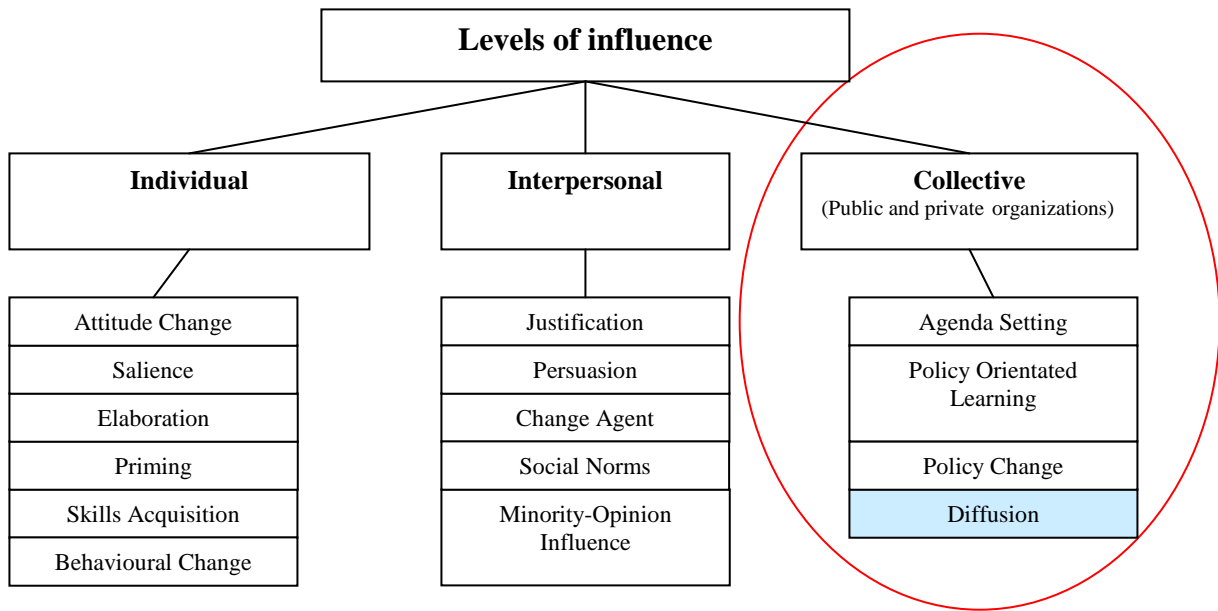 Levels of influence
Individual
Interpersonal
Collective
(Public and private organizations)
Attitude Change
Salience
Elaboration
Priming
Skills Acquisition
Behavioural Change
Justification
Persuasion
Change Agent
Social Norms
Minority-Opinion
Influence
Agenda Setting
Policy Orientated
Learning
Policy Change
Diffusion